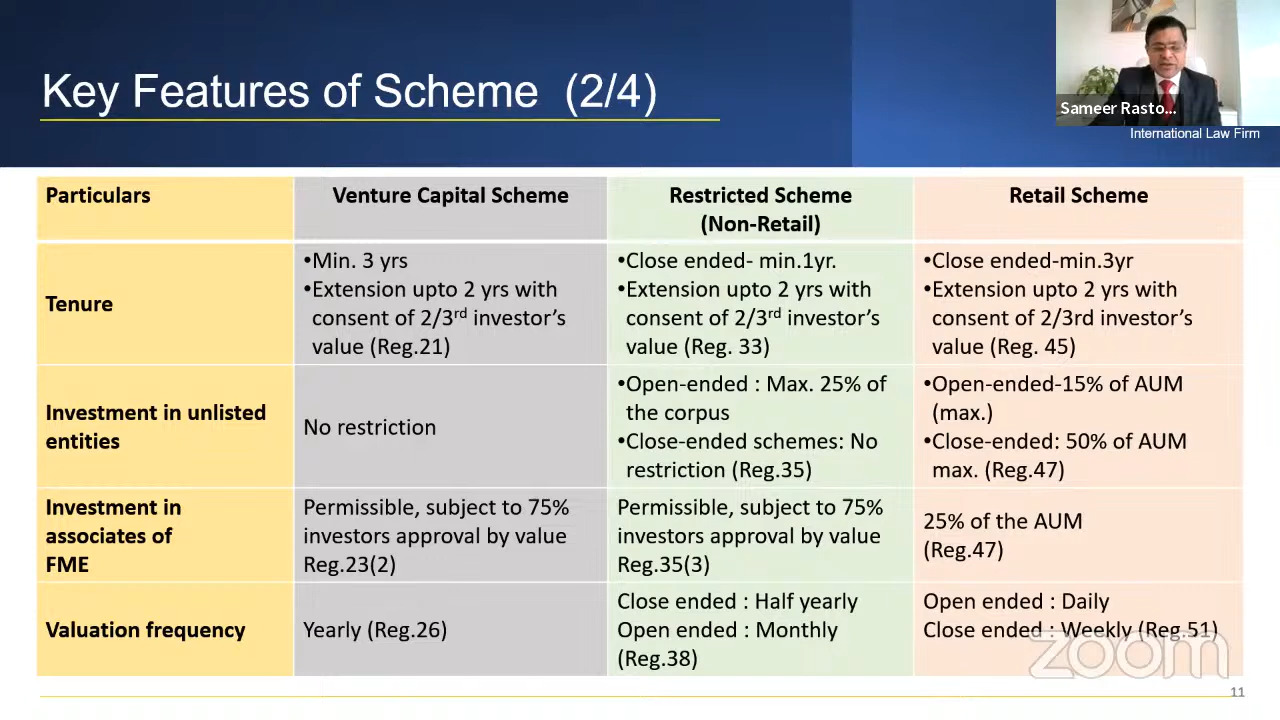 Key Features of Scheme (2/4)
Sameer Rasto...
International Law Firm
Particulars
Venture Capital Scheme
Restricted Scheme
(Non-Retail)
Retail Scheme
Tenure
•Min. 3 yrs
•Extension upto 2 yrs with
consent of 2/3rd investor’s
value (Reg.21)
•Close ended- min.1yr.
•Extension upto 2 yrs with
consent of 2/3rd investor’s
value (Reg. 33)
•Close ended-min.3yr
•Extension upto 2 yrs with
consent of 2/3rd investor’s
value (Reg. 45)
Investment in unlisted
entities
No restriction
•Open-ended : Max. 25% of
the corpus
•Close-ended schemes: No
restriction (Reg.35)
•Open-ended-15% of AUM
(max.)
•Close-ended: 50% of AUM
max. (Reg.47)
Investment in
associates of
FME
Permissible, subject to 75%
investors approval by value
Reg.23(2)
Permissible, subject to 75%
investors approval by value
Reg.35(3)
25% of the AUM
(Reg.47)
Valuation frequency
Yearly (Reg.26)
Close ended : Half yearly
Open ended : Monthly
(Reg.38)
Open ended : Daily
Close ended : Weekly (Reg.51)
zoom
11